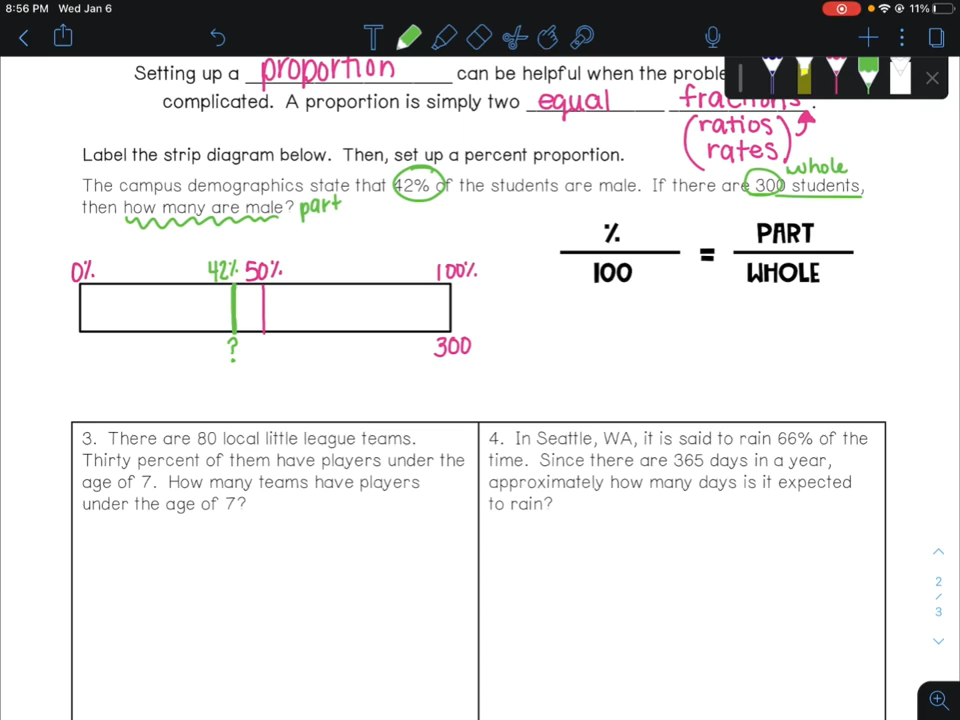 8:56 PM Wed Jan 6
11%
Setting up a proportion can be helpful when the proble
complicated. A proportion is simply two equal fractions.
(ratios)
rates
Label the strip diagram below. Then, set up a percent proportion.
whole
The campus demographics state that 42% of the students are male. If there are 300 students,
then how many are male? part
% / 100 = PART / WHOLE
0% 42% 50% 100%
? 300
3. There are 80 local little league teams.
Thirty percent of them have players under the
age of 7. How many teams have players
under the age of 7?
4. In Seattle, WA, it is said to rain 66% of the
time. Since there are 365 days in a year,
approximately how many days is it expected
to rain?
2
/
3